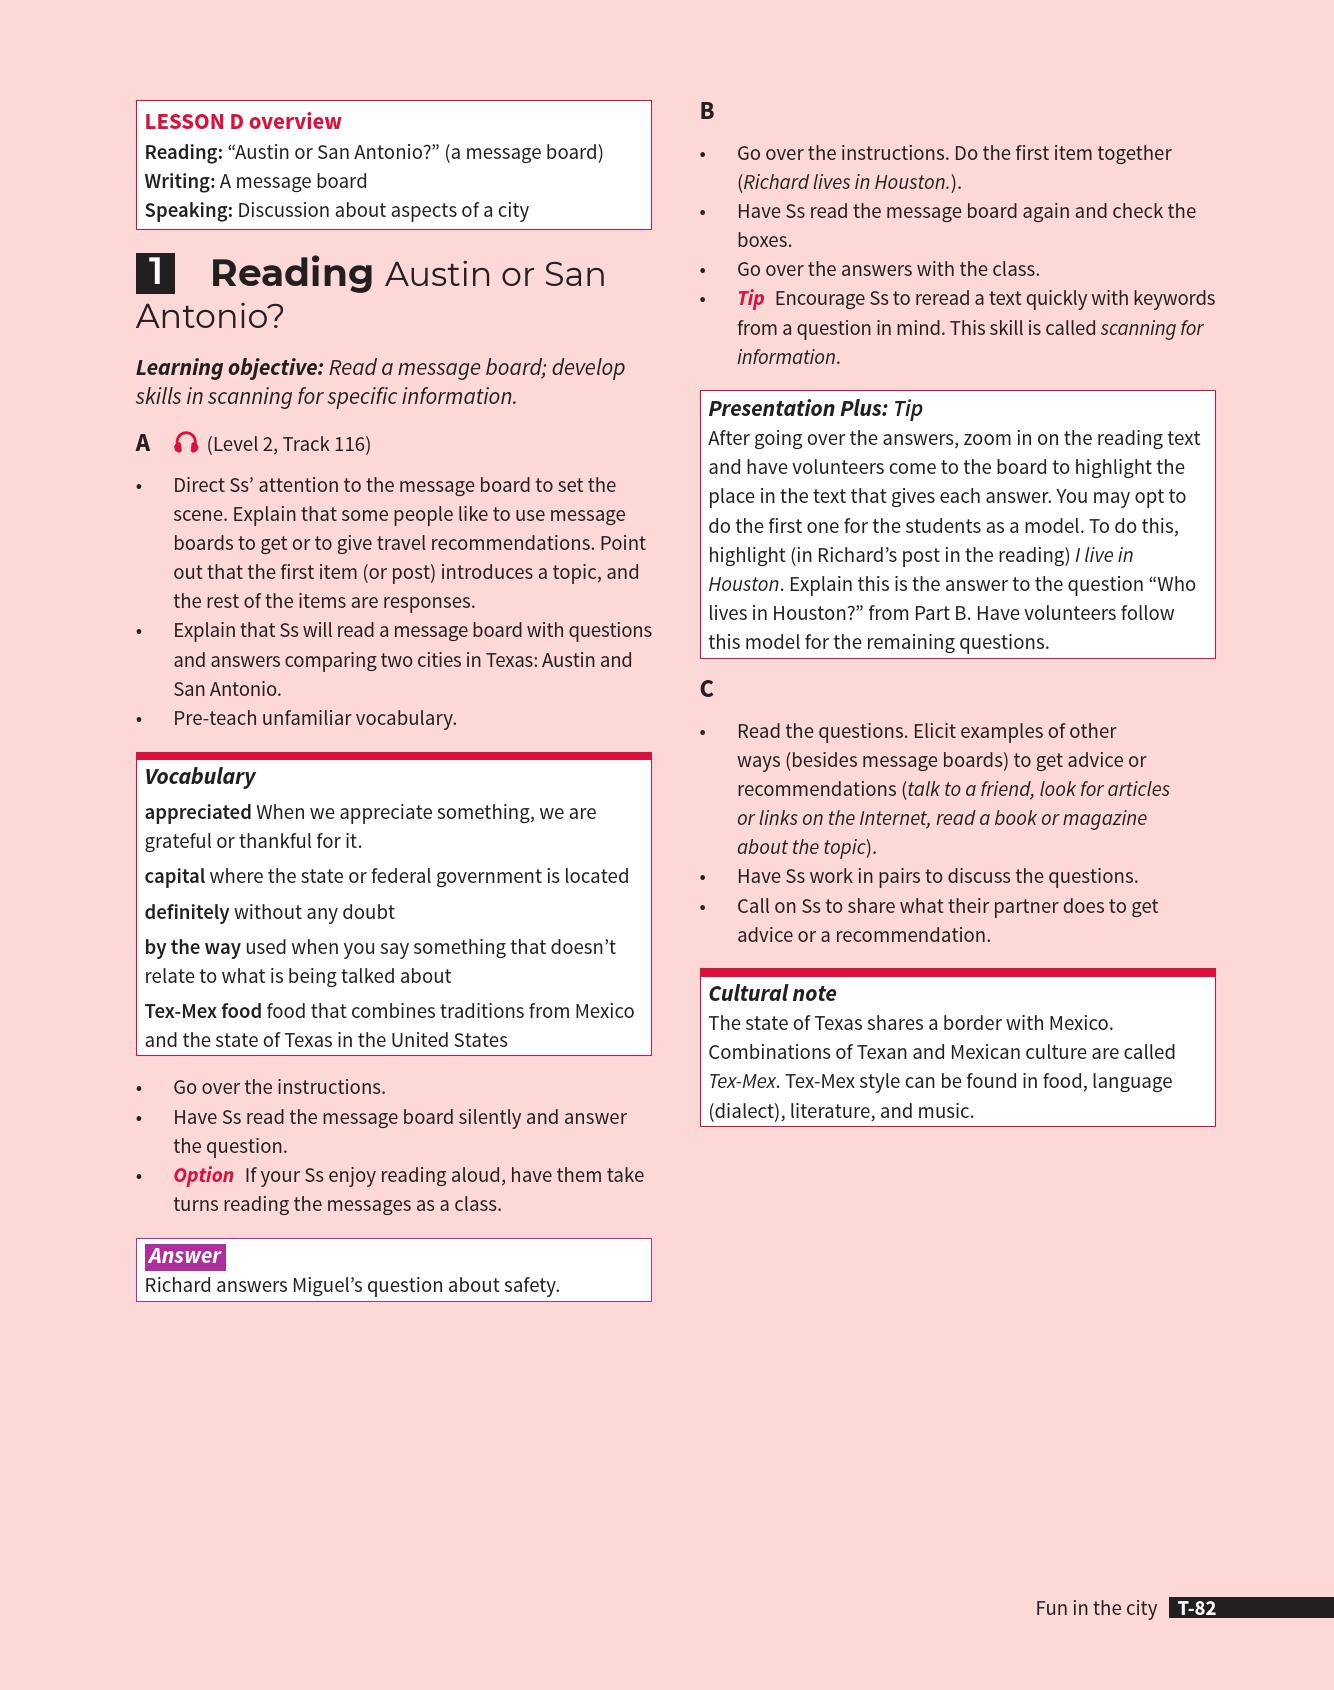 LESSON D overview
Reading: “Austin or San Antonio?” (a message board)
Writing: A message board
Speaking: Discussion about aspects of a city
1 Reading Austin or San
Antonio?
Learning objective: Read a message board; develop
skills in scanning for specific information.
A (Level 2, Track 116)
• Direct Ss’ attention to the message board to set the
scene. Explain that some people like to use message
boards to get or to give travel recommendations. Point
out that the first item (or post) introduces a topic, and
the rest of the items are responses.
• Explain that Ss will read a message board with questions
and answers comparing two cities in Texas: Austin and
San Antonio.
• Pre-teach unfamiliar vocabulary.
Vocabulary
appreciated When we appreciate something, we are
grateful or thankful for it.
capital where the state or federal government is located
definitely without any doubt
by the way used when you say something that doesn’t
relate to what is being talked about
Tex-Mex food food that combines traditions from Mexico
and the state of Texas in the United States
• Go over the instructions.
• Have Ss read the message board silently and answer
the question.
• Option If your Ss enjoy reading aloud, have them take
turns reading the messages as a class.
Answer
Richard answers Miguel’s question about safety.
B
• Go over the instructions. Do the first item together
(Richard lives in Houston.).
• Have Ss read the message board again and check the
boxes.
• Go over the answers with the class.
• Tip Encourage Ss to reread a text quickly with keywords
from a question in mind. This skill is called scanning for
information.
Presentation Plus: Tip
After going over the answers, zoom in on the reading text
and have volunteers come to the board to highlight the
place in the text that gives each answer. You may opt to
do the first one for the students as a model. To do this,
highlight (in Richard’s post in the reading) I live in
Houston. Explain this is the answer to the question “Who
lives in Houston?” from Part B. Have volunteers follow
this model for the remaining questions.
C
• Read the questions. Elicit examples of other
ways (besides message boards) to get advice or
recommendations (talk to a friend, look for articles
or links on the Internet, read a book or magazine
about the topic).
• Have Ss work in pairs to discuss the questions.
• Call on Ss to share what their partner does to get
advice or a recommendation.
Cultural note
The state of Texas shares a border with Mexico.
Combinations of Texan and Mexican culture are called
Tex-Mex. Tex-Mex style can be found in food, language
(dialect), literature, and music.
Fun in the city T-82